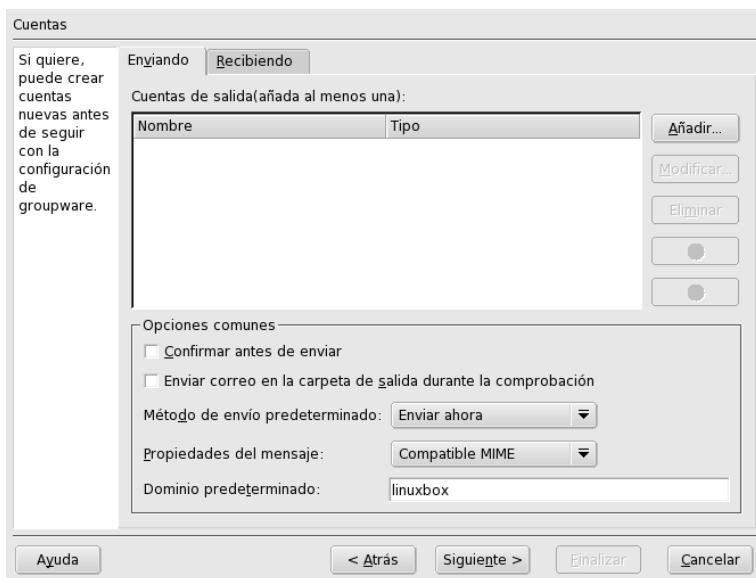 Cuentas
Si quiere,
puede crear
cuentas
nuevas antes
de seguir
con la
configuración
de
groupware.
Enviando
Recibiendo
Cuentas de salida(añada al menos una):
Nombre
Tipo
Añadir...
Modificar...
Eliminar
Opciones comunes
Confirmar antes de enviar
Enviar correo en la carpeta de salida durante la comprobación
Método de envío predeterminado:
Enviar ahora
Propiedades del mensaje:
Compatible MIME
Dominio predeterminado:
linuxbox
Ayuda
< Atrás
Siguiente >
Finalizar
Cancelar